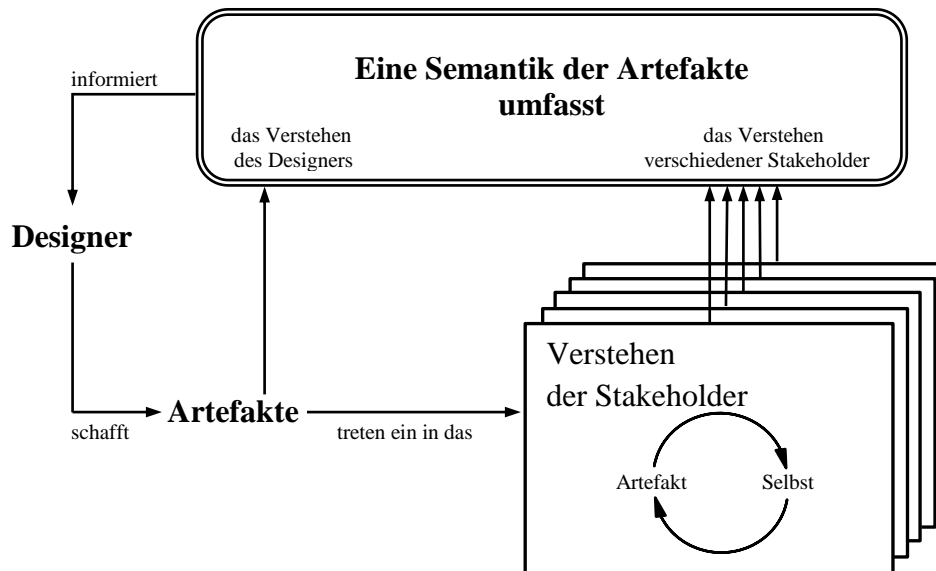 Eine Semantik der Artefakte
umfasst
informiert
das Verstehen
des Designers
das Verstehen
verschiedener Stakeholder
Designer
Verstehen
der Stakeholder
Artefakte
schafft
treten ein in das
Artefakt
Selbst